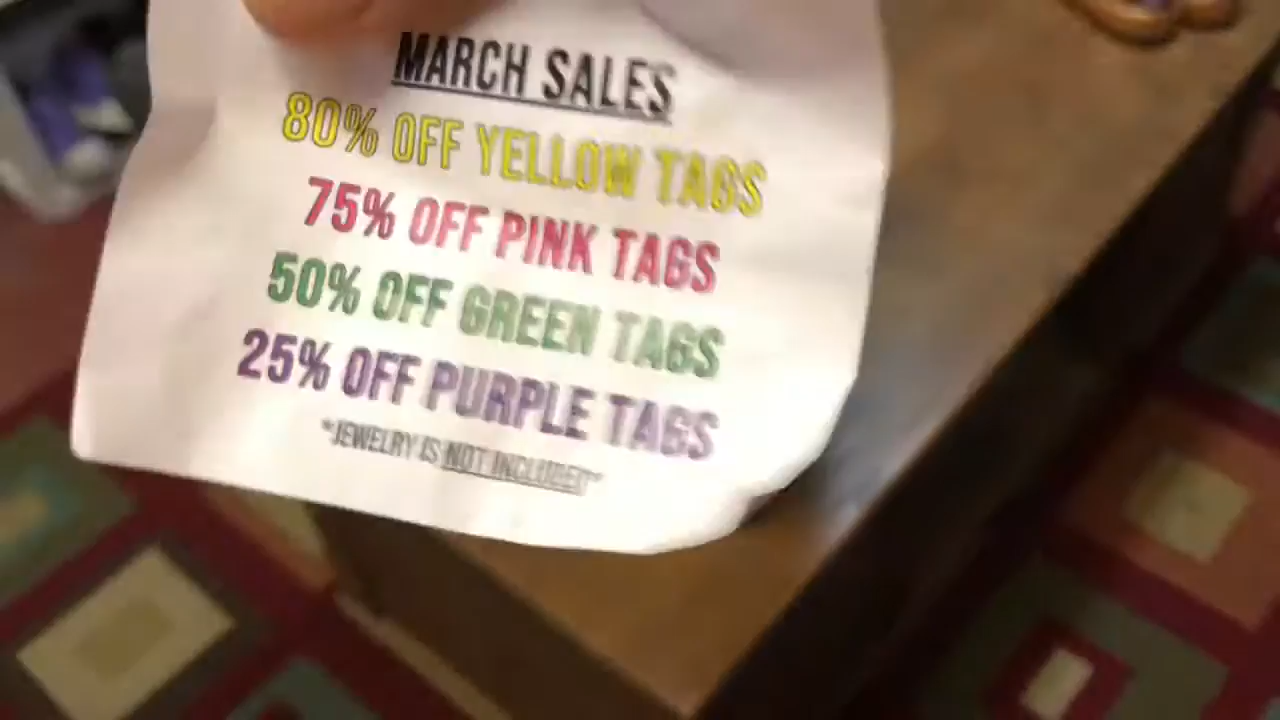 MARCH SALES
80% OFF YELLOW TAGS
75% OFF PINK TAGS
50% OFF GREEN TAGS
25% OFF PURPLE TAGS
*JEWELRY IS NOT INCLUDED*